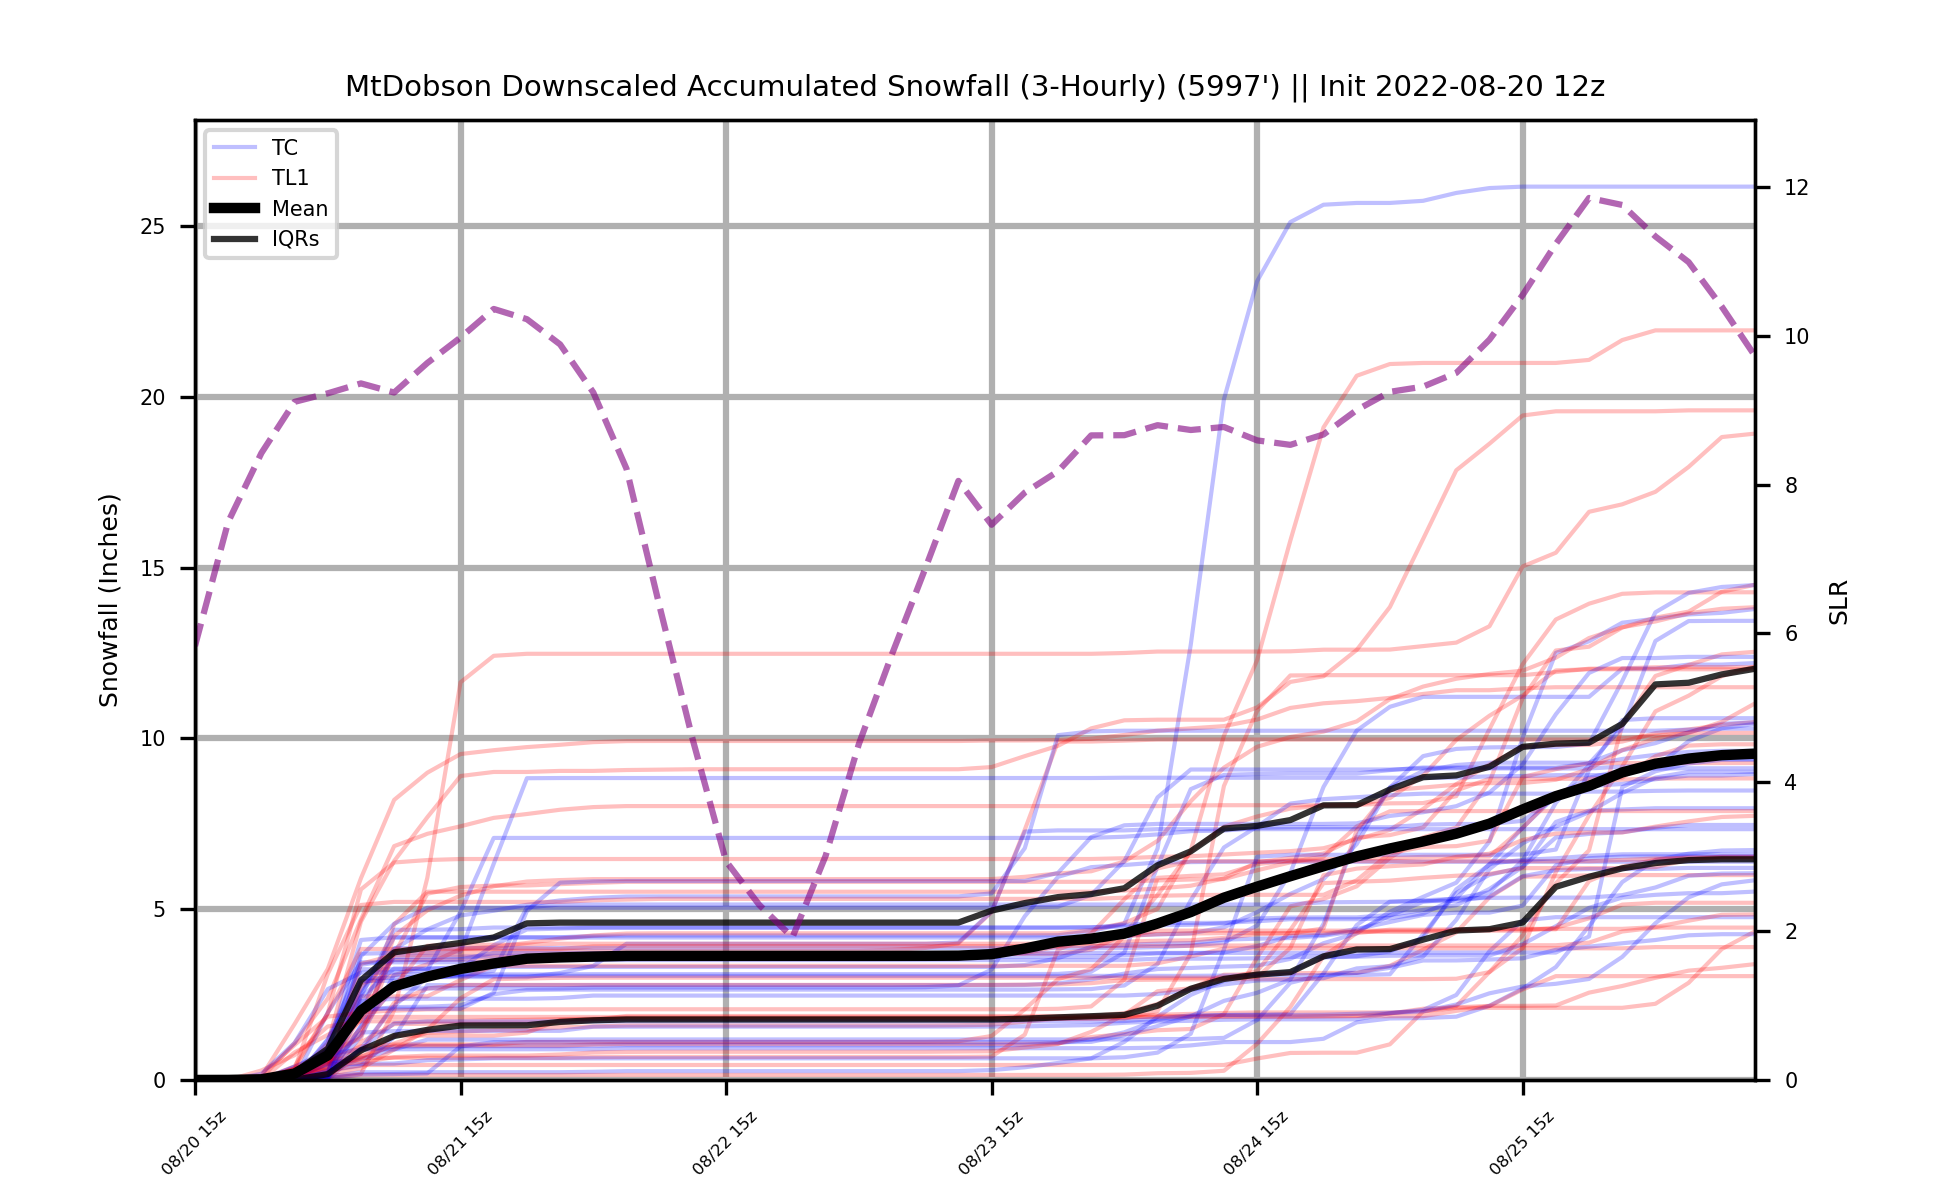 MtDobson Downscaled Accumulated Snowfall (3-Hourly) (5997') || Init 2022-08-20 12z
TC
TL1
Mean
IQRs
Snowfall (Inches)
25
20
15
10
5
0
12
10
8
6
4
2
0
SLR
08/20 15z
08/21 15z
08/22 15z
08/23 15z
08/24 15z
08/25 15z